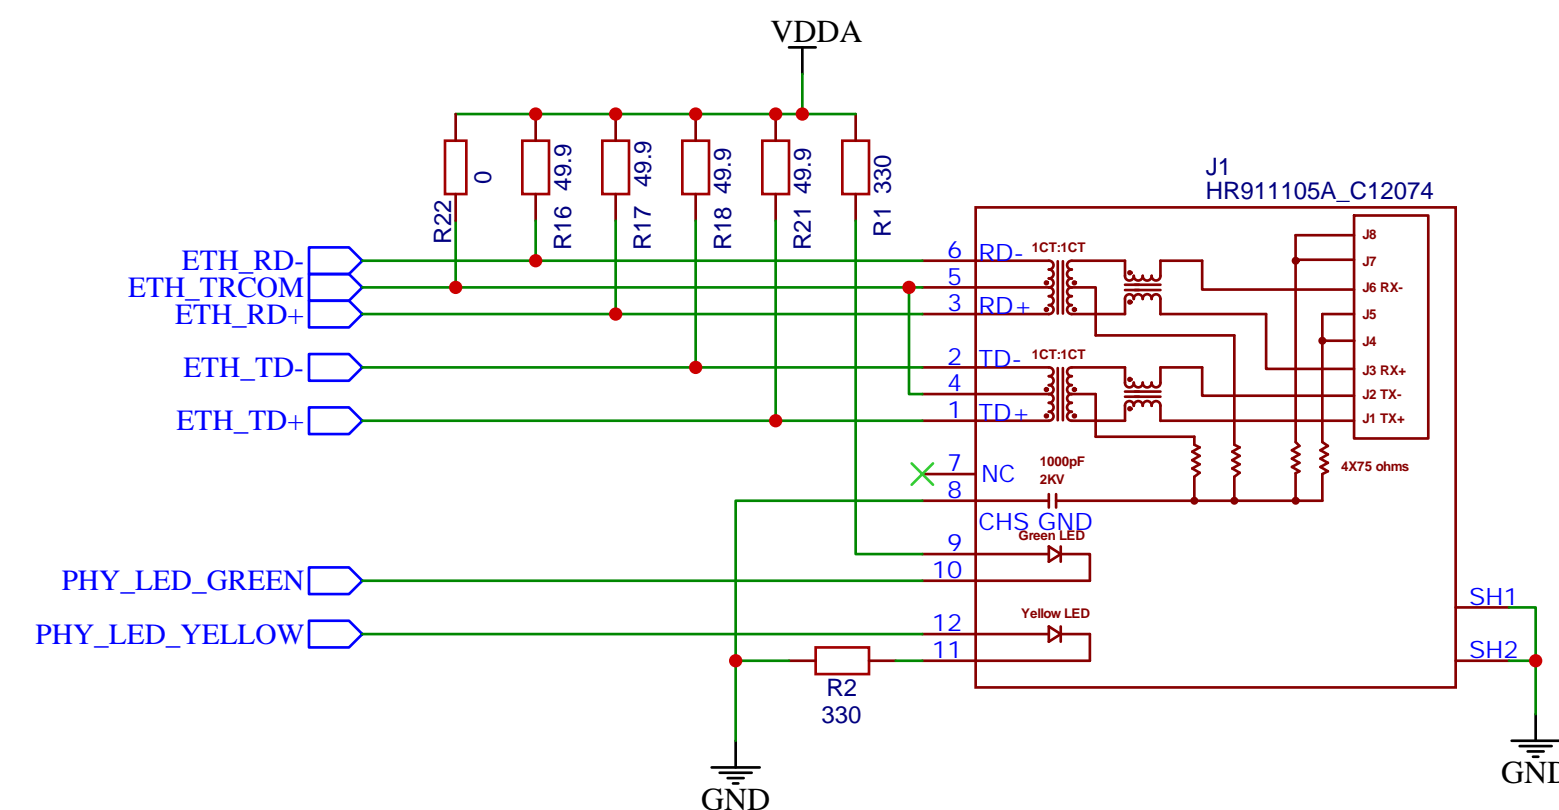 VDDA
R22
0
R16
49.9
R17
49.9
R18
49.9
R21
49.9
R1
330
J1
HR911105A_C12074
ETH_RD-
ETH_TRCOM
ETH_RD+
ETH_TD-
ETH_TD+
PHY_LED_GREEN
PHY_LED_YELLOW
6 RD-
5
3 RD+
2 TD-
4
1 TD+
7 NC
8
CHS GND
9
10
12
11
1CT:1CT
1CT:1CT
J8
J7
J6 RX-
J5
J4
J3 RX+
J2 TX-
J1 TX+
1000pF
2KV
4X75 ohms
Green LED
Yellow LED
SH1
SH2
R2
330
GND
GND